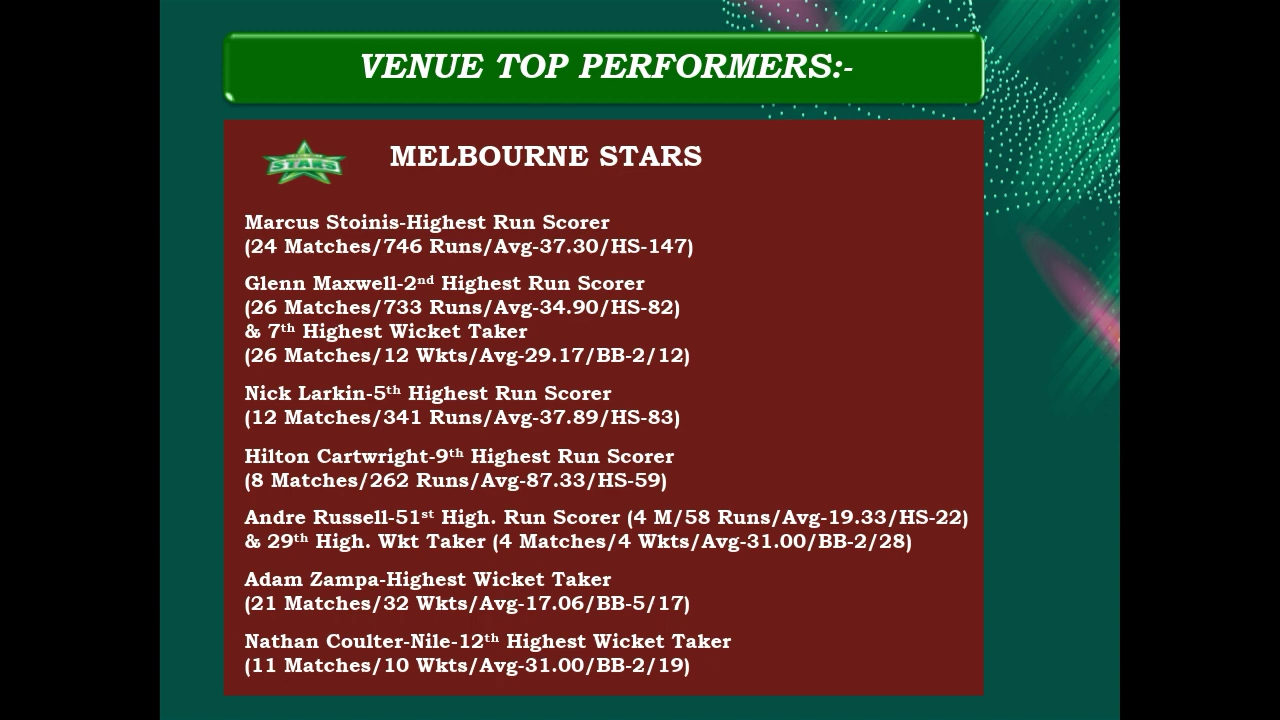 VENUE TOP PERFORMERS:-
STARS
MELBOURNE STARS
Marcus Stoinis-Highest Run Scorer
(24 Matches/746 Runs/Avg-37.30/HS-147)
Glenn Maxwell-2nd Highest Run Scorer
(26 Matches/733 Runs/Avg-34.90/HS-82)
& 7th Highest Wicket Taker
(26 Matches/12 Wkts/Avg-29.17/BB-2/12)
Nick Larkin-5th Highest Run Scorer
(12 Matches/341 Runs/Avg-37.89/HS-83)
Hilton Cartwright-9th Highest Run Scorer
(8 Matches/262 Runs/Avg-87.33/HS-59)
Andre Russell-51st High. Run Scorer (4 M/58 Runs/Avg-19.33/HS-22)
& 29th High. Wkt Taker (4 Matches/4 Wkts/Avg-31.00/BB-2/28)
Adam Zampa-Highest Wicket Taker
(21 Matches/32 Wkts/Avg-17.06/BB-5/17)
Nathan Coulter-Nile-12th Highest Wicket Taker
(11 Matches/10 Wkts/Avg-31.00/BB-2/19)